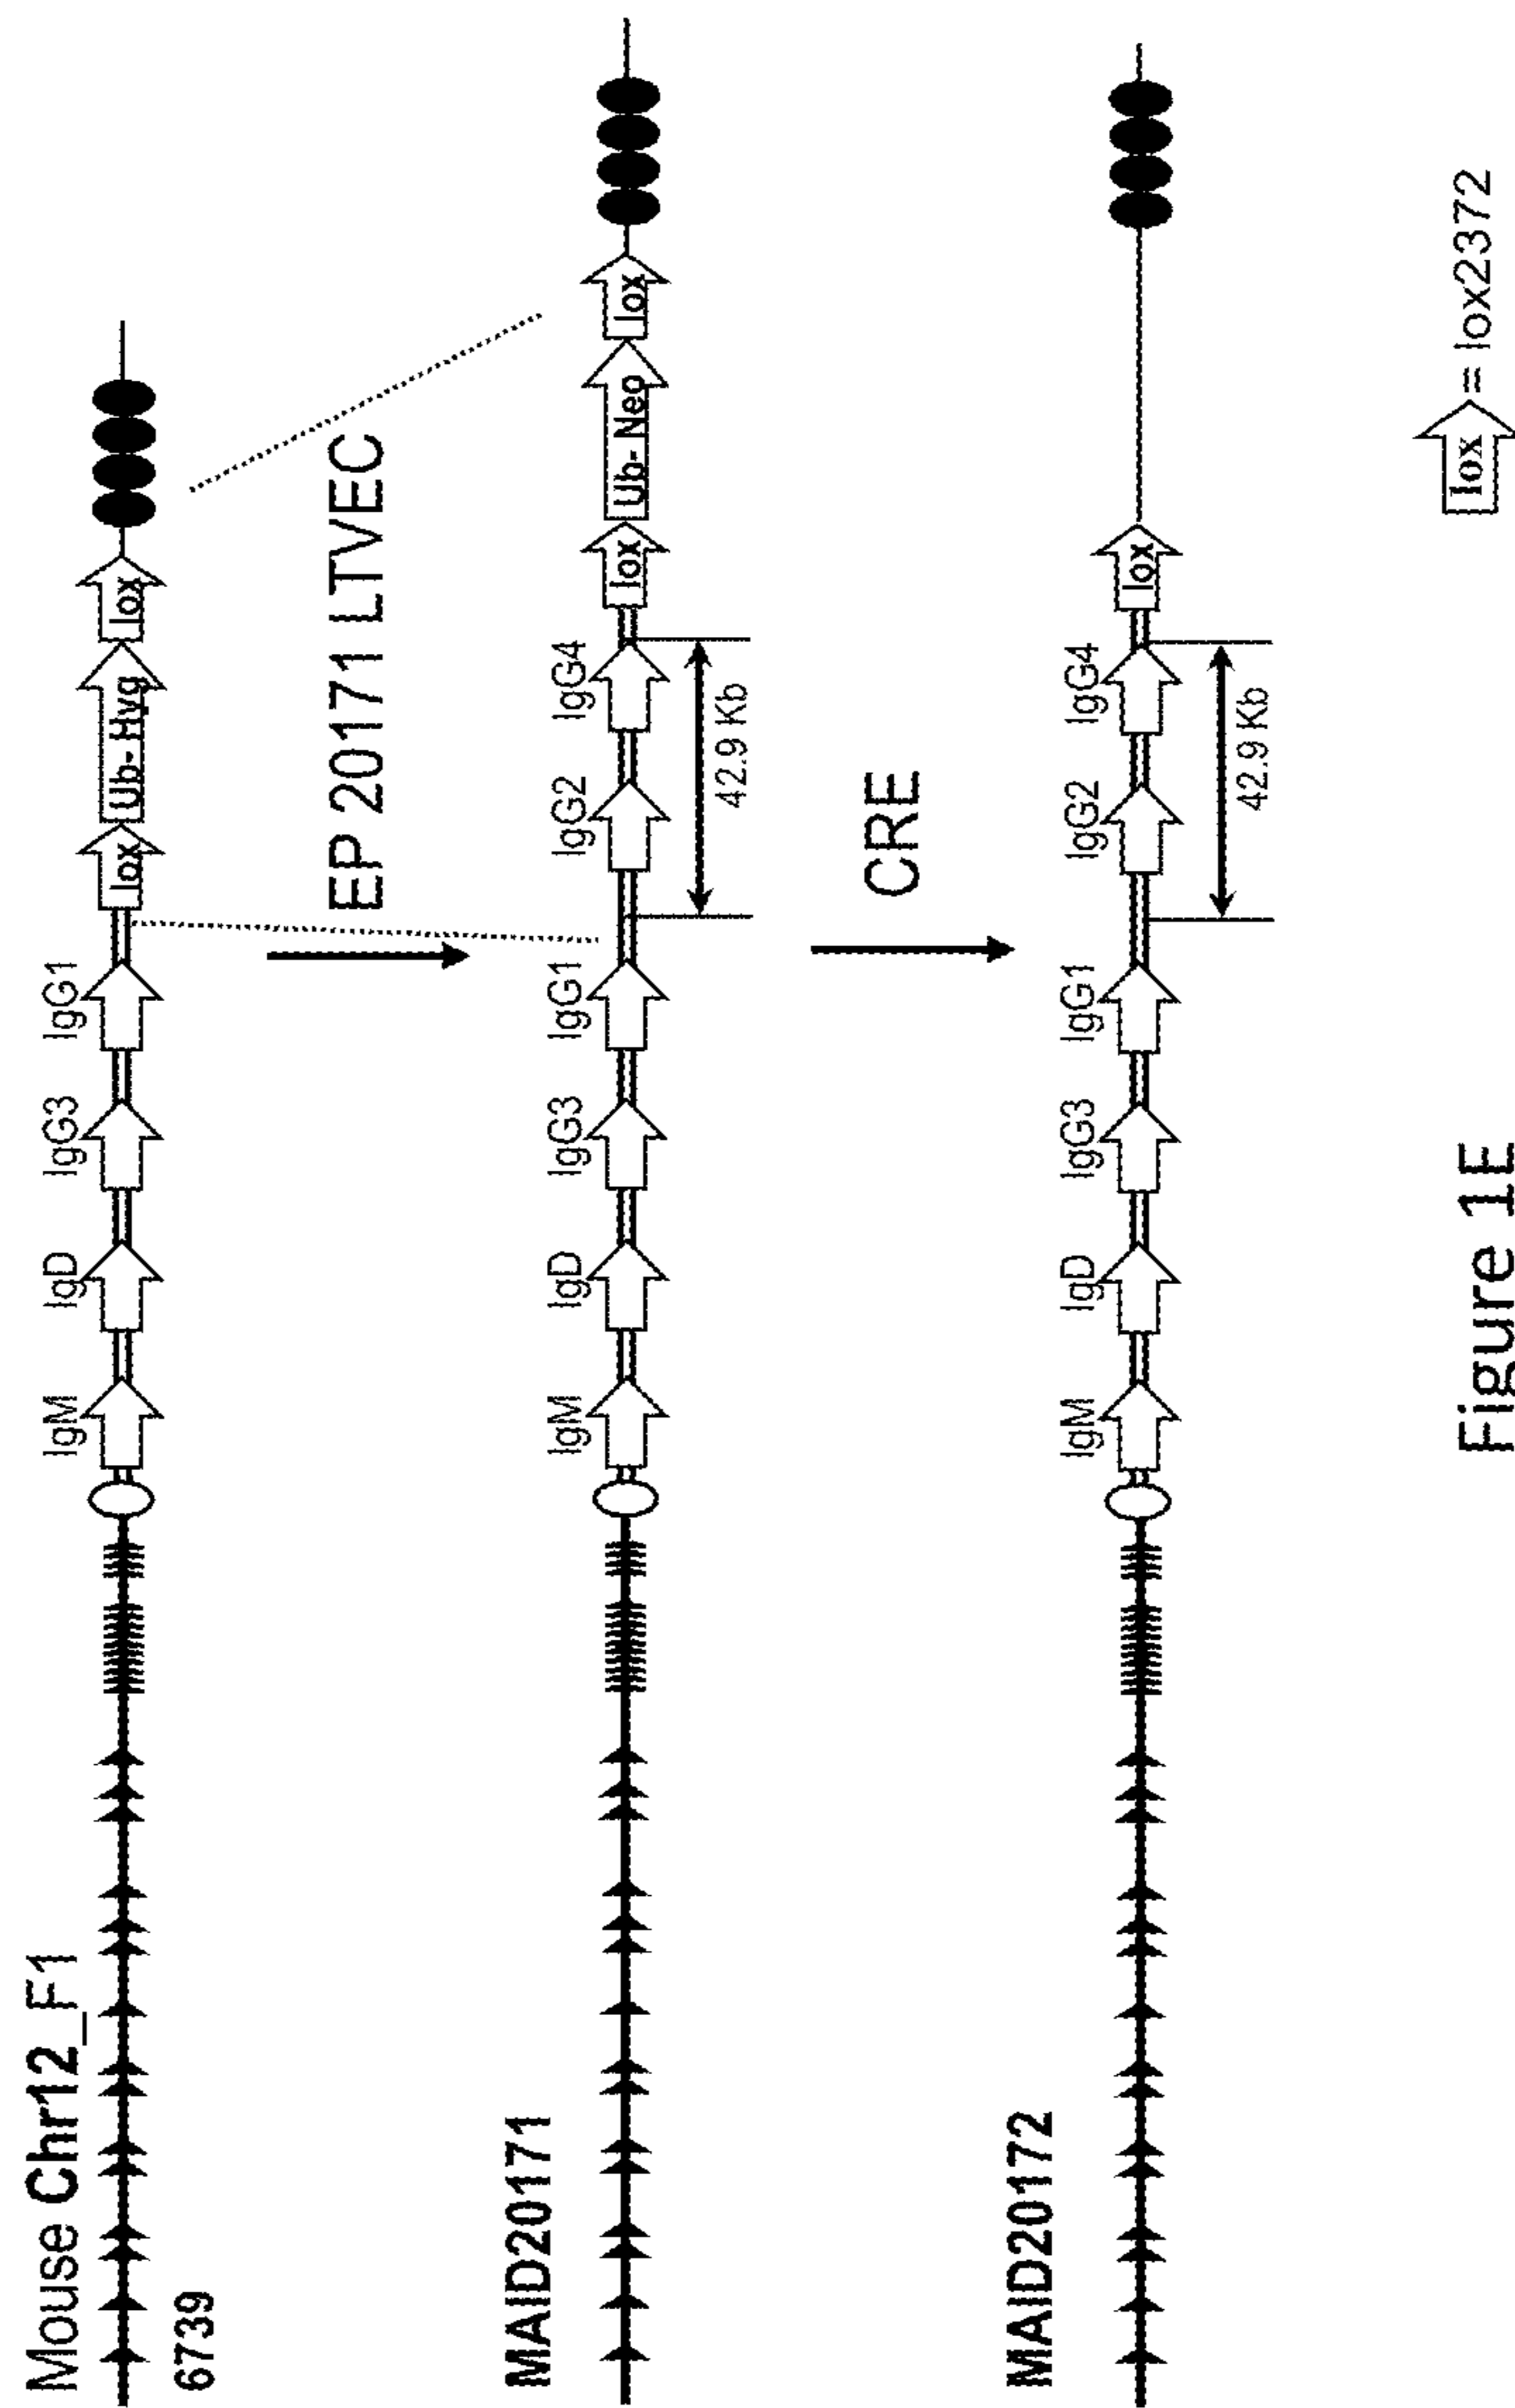 Mouse Chr12_F1
IgM IgD IgG3 IgG1
lox Ub- Hyg lox
6739
EP 20171 LTVEC
MAID20171
IgM IgD IgG3 IgG1 IgG2 IgG4
lox Ub- Neo lox
42.9 Kb
CRE
MAID20172
IgM IgD IgG3 IgG1 IgG2 IgG4
lox
42.9 Kb
lox = lox2372
Figure 1E